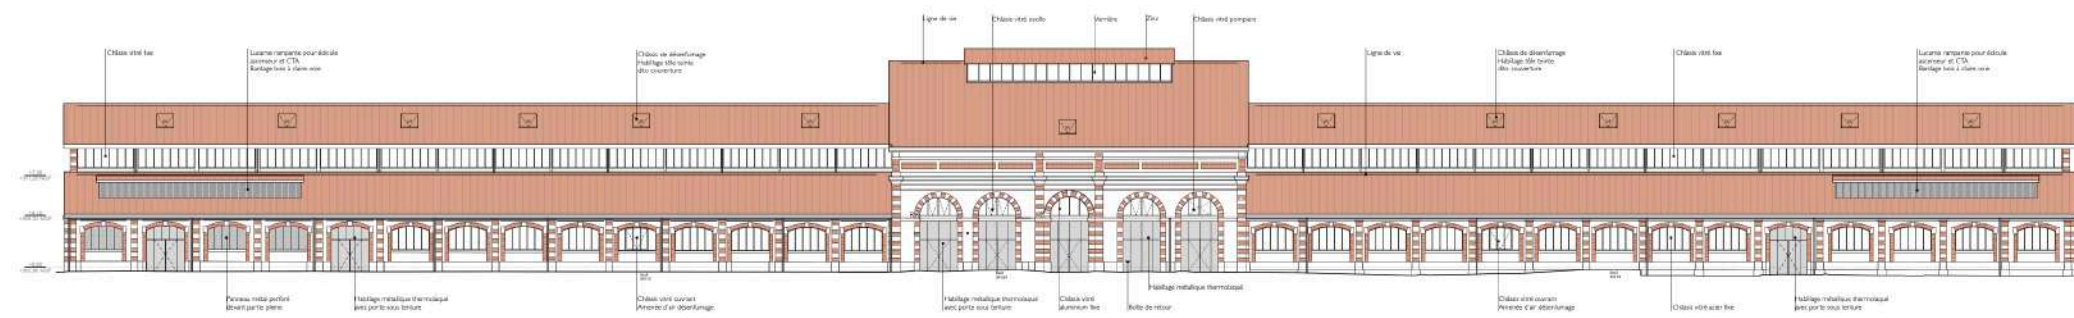 Ligne de vie
Châssis vitré oscillo
Verrière
Zinc
Châssis vitré pompiers
Châssis vitré fixe
Lucarne rampante pour édicule
ascenseur et CTA
Bardage bois à claire-voie
Châssis de désenfumage
Habillage tôle teinte
dito couverture
Ligne de vie
Châssis de désenfumage
Habillage tôle teinte
dito couverture
Châssis vitré fixe
Lucarne rampante pour édicule
ascenseur et CTA
Bardage bois à claire-voie
Panneau métal perforé
devant partie pleine
Habillage métallique thermolaqué
avec porte sous tenture
Châssis vitré ouvrant
Amenée d'air désenfumage
Habillage métallique thermolaqué
avec porte sous tenture
Châssis vitré
aluminium fixe
Boîte de retour
Habillage métallique thermolaqué
Châssis vitré ouvrant
Amenée d'air désenfumage
Châssis vitré acier fixe
Habillage métallique thermolaqué
avec porte sous tenture